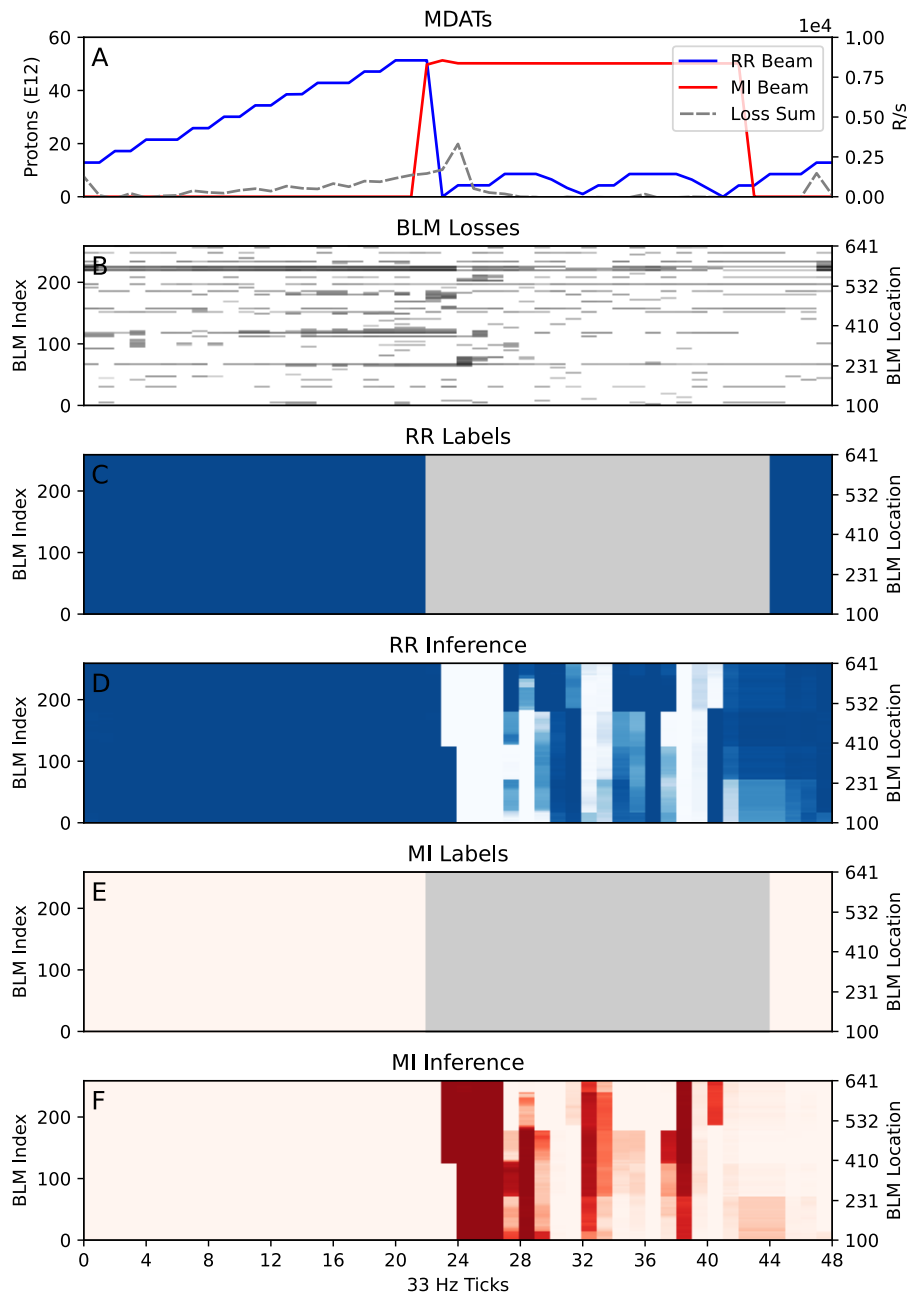 MDATs
1e4
A
60
40
20
0
Protons (E12)
1.00
0.75
0.50
0.25
0.00
R/s
RR Beam
MI Beam
Loss Sum
BLM Losses
B
200
100
0
BLM Index
641
532
410
231
100
BLM Location
RR Labels
C
200
100
0
BLM Index
641
532
410
231
100
BLM Location
RR Inference
D
200
100
0
BLM Index
641
532
410
231
100
BLM Location
MI Labels
E
200
100
0
BLM Index
641
532
410
231
100
BLM Location
MI Inference
F
200
100
0
BLM Index
641
532
410
231
100
BLM Location
0 4 8 12 16 20 24 28 32 36 40 44 48
33 Hz Ticks